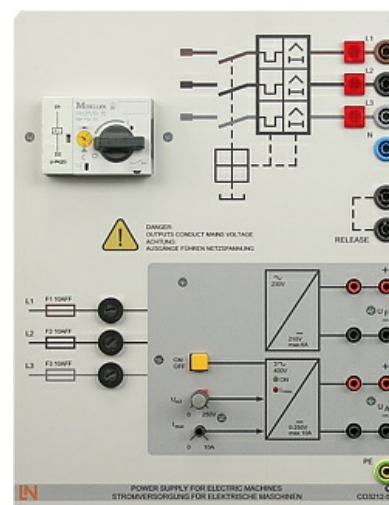 L1
MOELLER
L2
L3
N
RELEASE
DANGER:
OUTPUTS CONDUCT MAINS VOLTAGE
ACHTUNG:
AUSGÄNGE FÜHREN NETZSPANNUNG
230V
210V
max.6A
L1 F1 10AFF
L2 F2 10AFF
L3 F3 10AFF
ON
OFF
400V
ON
0 250V
0-250V
max.10A
0 10A
PE
LN
POWER SUPPLY FOR ELECTRIC MACHINES
STROMVERSORGUNG FÜR ELEKTRISCHE MASCHINEN
CO3212-